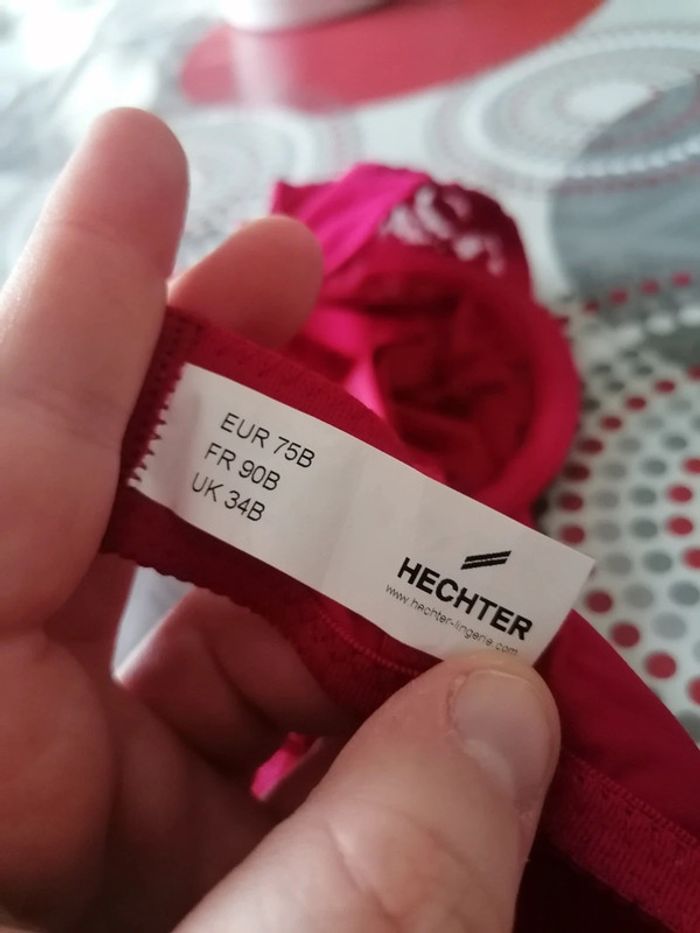 EUR 75B
FR 90B
UK 34B
HECHTER
www.hechter-lingerie.com